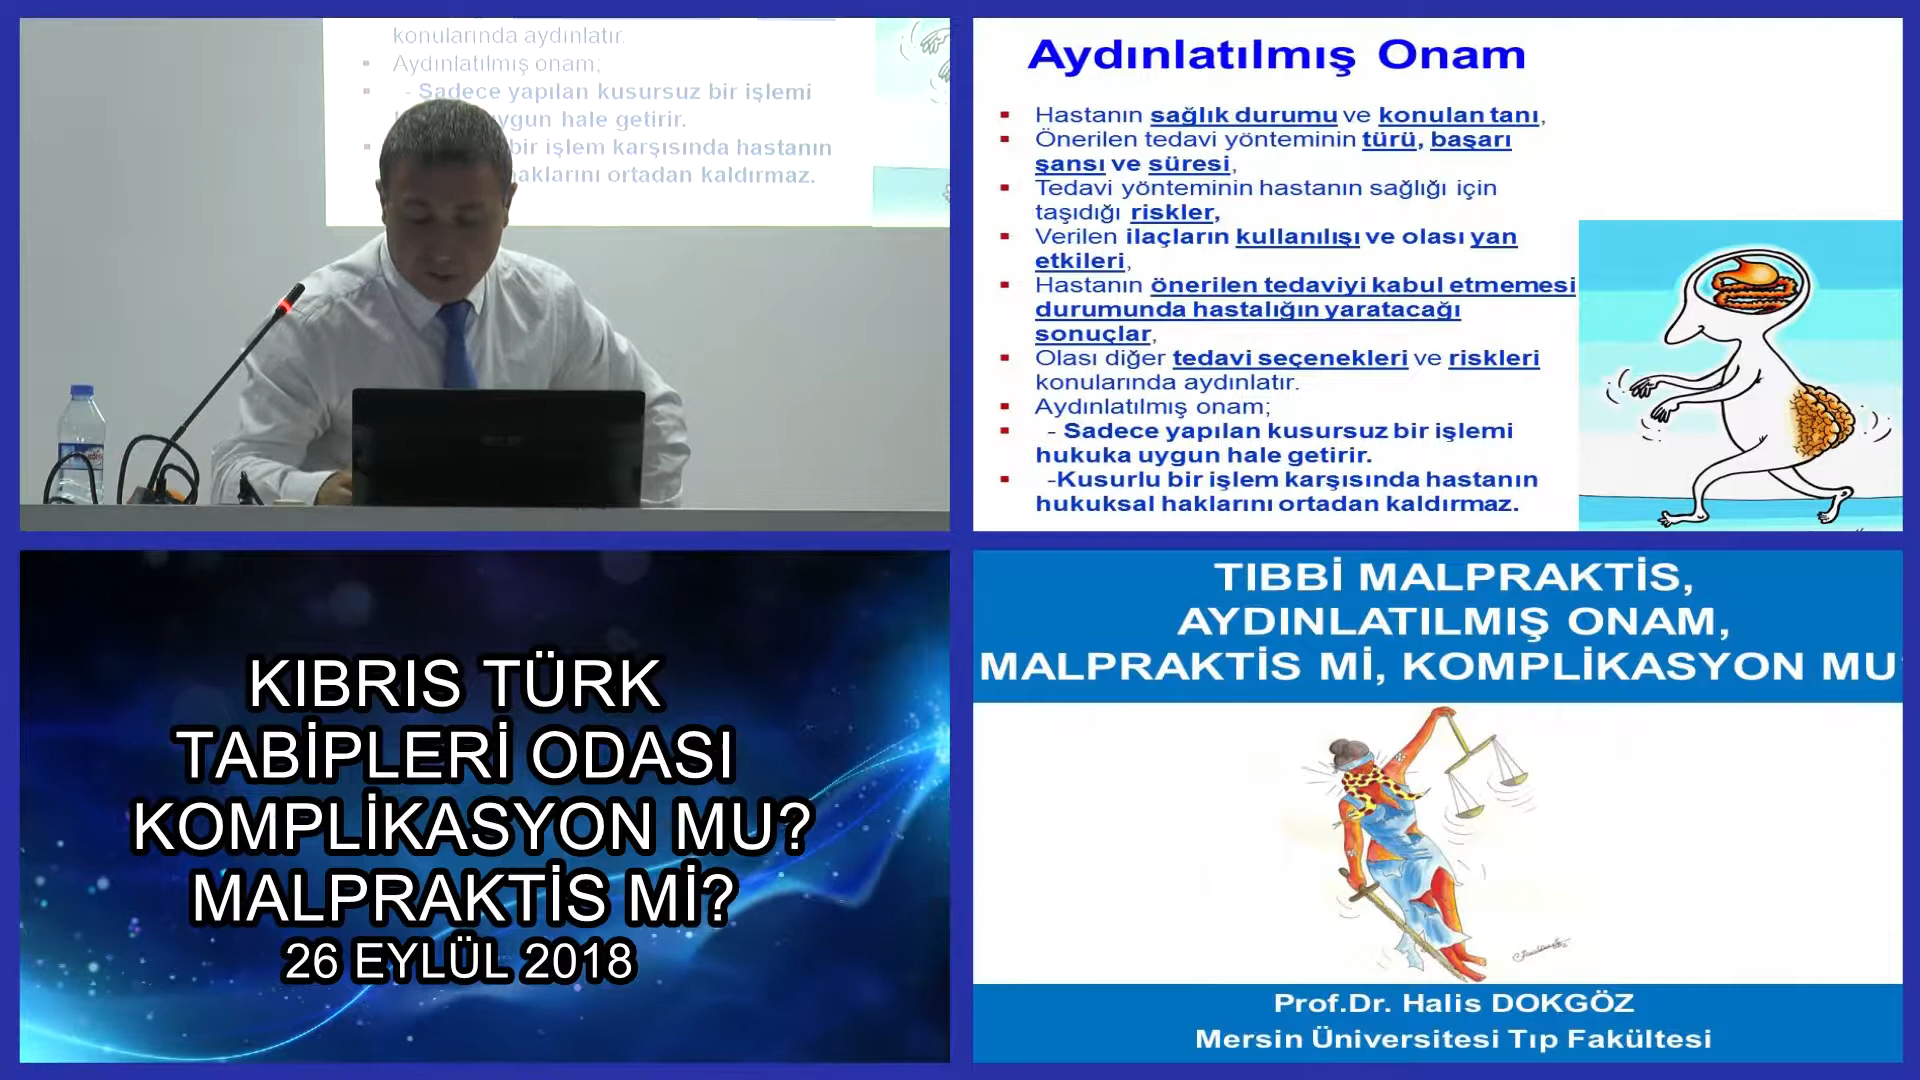 konularında aydınlatır.
Aydınlatılmış onam;
- Sadece yapılan kusursuz bir işlemi
uygun hale getirir.
bir işlem karşısında hastanın
haklarını ortadan kaldırmaz.
Aydınlatılmış Onam
Hastanın sağlık durumu ve konulan tanı,
Önerilen tedavi yönteminin türü, başarı
şansı ve süresi,
Tedavi yönteminin hastanın sağlığı için
taşıdığı riskler,
Verilen ilaçların kullanılışı ve olası yan
etkileri,
Hastanın önerilen tedaviyi kabul etmemesi
durumunda hastalığın yaratacağı
sonuçlar,
Olası diğer tedavi seçenekleri ve riskleri
konularında aydınlatır.
Aydınlatılmış onam;
- Sadece yapılan kusursuz bir işlemi
hukuka uygun hale getirir.
-Kusurlu bir işlem karşısında hastanın
hukuksal haklarını ortadan kaldırmaz.
KIBRIS TÜRK
TABİPLERİ ODASI
KOMPLİKASYON MU?
MALPRAKTİS Mİ?
26 EYLÜL 2018
TIBBİ MALPRAKTİS,
AYDINLATILMIŞ ONAM,
MALPRAKTİS Mİ, KOMPLİKASYON MU?
Prof.Dr. Halis DOKGÖZ
Mersin Üniversitesi Tıp Fakültesi